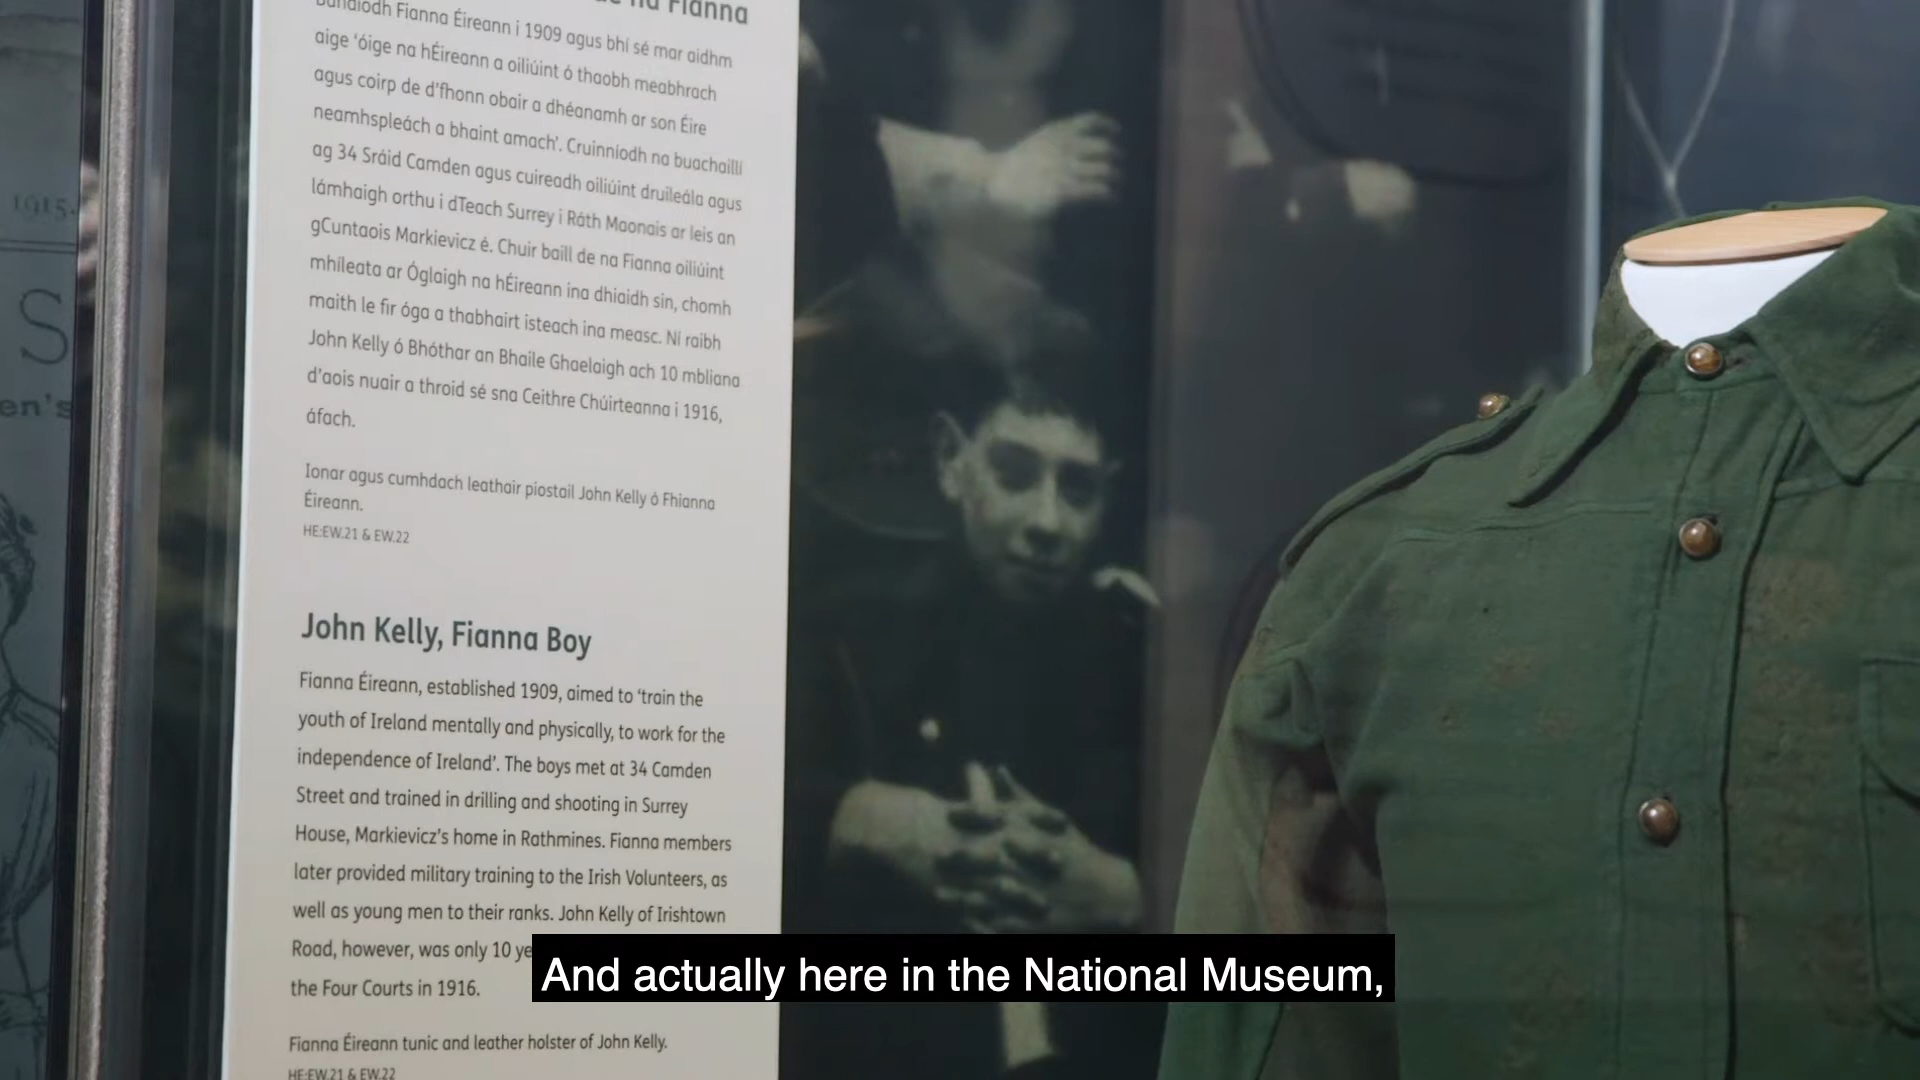 na Fianna
Bunaíodh Fianna Éireann i 1909 agus bhí sé mar aidhm
aige ‘óige na hÉireann a oiliúint ó thaobh meabhrach
agus coirp de d’fhonn obair a dhéanamh ar son Éire
neamhspleách a bhaint amach’. Cruinníodh na buachaillí
ag 34 Sráid Camden agus cuireadh oiliúint druileála agus
lámhaigh orthu i dTeach Surrey i Ráth Maonais ar leis an
gCuntaois Markievicz é. Chuir baill de na Fianna oiliúint
mhíleata ar Óglaigh na hÉireann ina dhiaidh sin, chomh
maith le fir óga a thabhairt isteach ina measc. Ní raibh
John Kelly ó Bhóthar an Bhaile Ghaelaigh ach 10 mbliana
d’aois nuair a throid sé sna Ceithre Chúirteanna i 1916,
áfach.
Ionar agus cumhdach leathair piostail John Kelly ó Fhianna
Éireann.
HE:EW.21 & EW.22
John Kelly, Fianna Boy
Fianna Éireann, established 1909, aimed to ‘train the
youth of Ireland mentally and physically, to work for the
independence of Ireland’. The boys met at 34 Camden
Street and trained in drilling and shooting in Surrey
House, Markievicz’s home in Rathmines. Fianna members
later provided military training to the Irish Volunteers, as
well as young men to their ranks. John Kelly of Irishtown
Road, however, was only 10 ye
the Four Courts in 1916.
Fianna Éireann tunic and leather holster of John Kelly.
HE:EW.21 & EW.22
1915.
S
en's
And actually here in the National Museum,